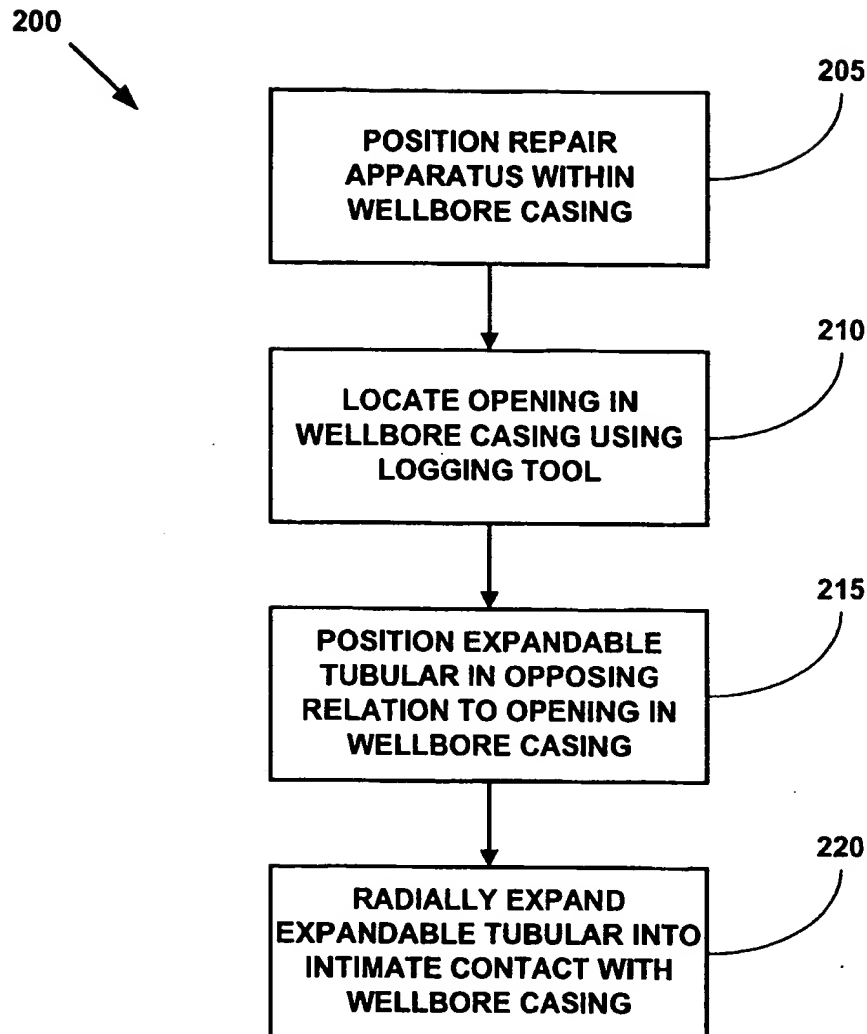 200
205
POSITION REPAIR
APPARATUS WITHIN
WELLBORE CASING
210
LOCATE OPENING IN
WELLBORE CASING USING
LOGGING TOOL
215
POSITION EXPANDABLE
TUBULAR IN OPPOSING
RELATION TO OPENING IN
WELLBORE CASING
220
RADIALLY EXPAND
EXPANDABLE TUBULAR INTO
INTIMATE CONTACT WITH
WELLBORE CASING